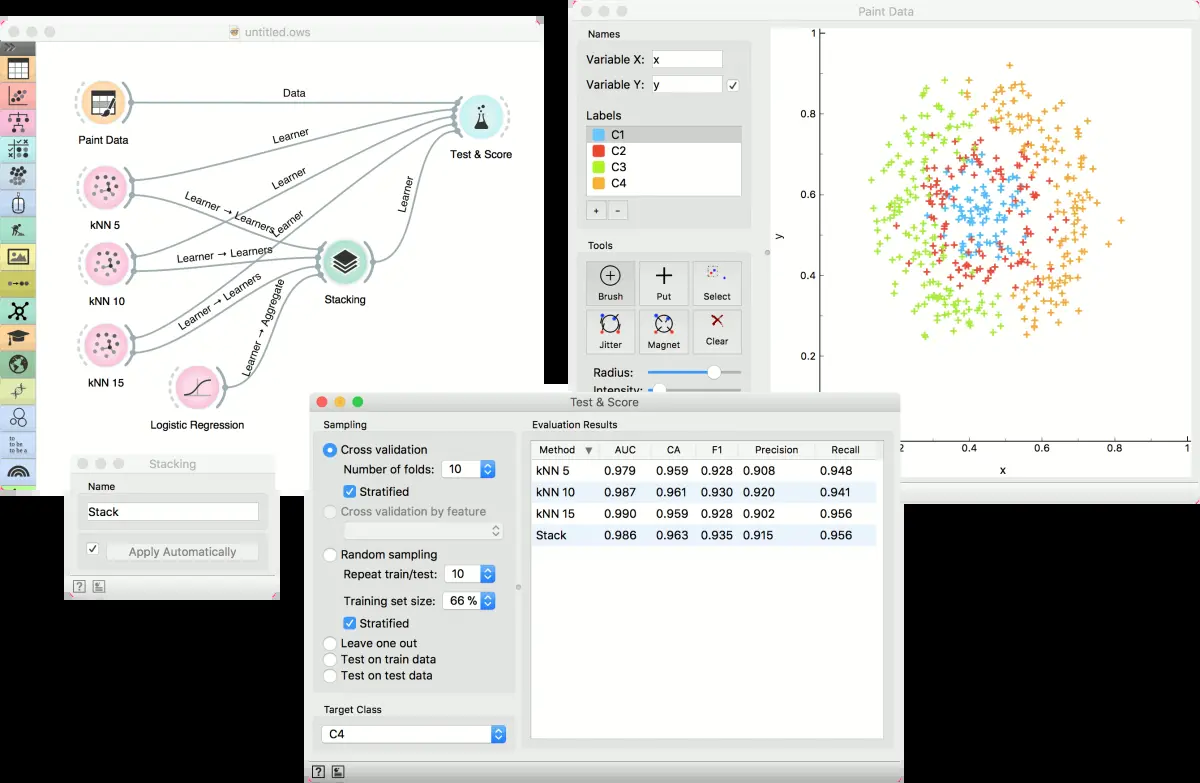 untitled.ows
Paint Data
Data
Test & Score
Learner
Learner
Learner
Learner
kNN 5
Learner → Learners
kNN 10
Learner → Learners
kNN 15
Learner → Learners
Learner → Aggregate
Stacking
Logistic Regression
to
to be
to be a
Paint Data
Names
Variable X: x
Variable Y: y
Labels
C1
C2
C3
C4
+ -
Tools
Brush Put Select
Jitter Magnet Clear
Radius:
Intensity:
1
0.8
0.6
0.4
0.2
y
2 0.4 0.6 0.8 1
x
Stacking
Name
Stack
Apply Automatically
?
Test & Score
Sampling
Cross validation
Number of folds: 10
Stratified
Cross validation by feature
Random sampling
Repeat train/test: 10
Training set size: 66 %
Stratified
Leave one out
Test on train data
Test on test data
Target Class
C4
?
Evaluation Results
Method AUC CA F1 Precision Recall
kNN 5 0.979 0.959 0.928 0.908 0.948
kNN 10 0.987 0.961 0.930 0.920 0.941
kNN 15 0.990 0.959 0.928 0.902 0.956
Stack 0.986 0.963 0.935 0.915 0.956